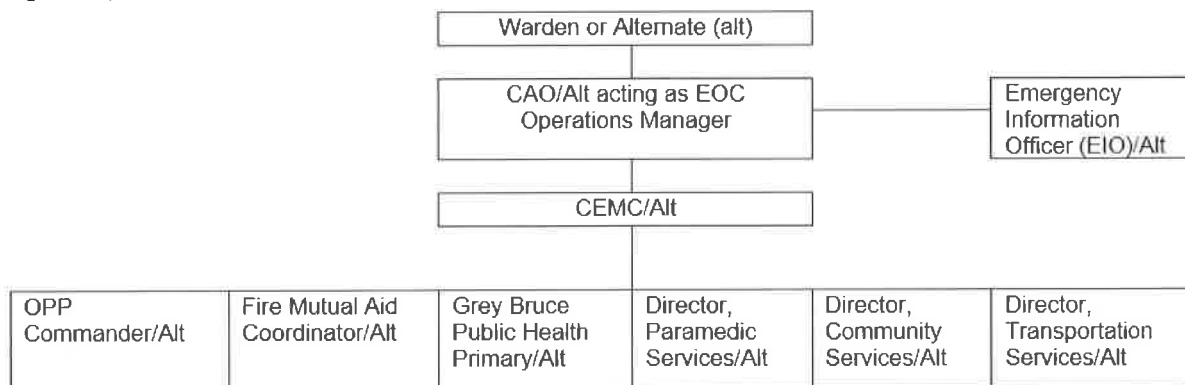 Warden or Alternate (alt)
CAO/Alt acting as EOC
Operations Manager
Emergency
Information
Officer (EIO)/Alt
CEMC/Alt
OPP
Commander/Alt
Fire Mutual Aid
Coordinator/Alt
Grey Bruce
Public Health
Primary/Alt
Director,
Paramedic
Services/Alt
Director,
Community
Services/Alt
Director,
Transportation
Services/Alt